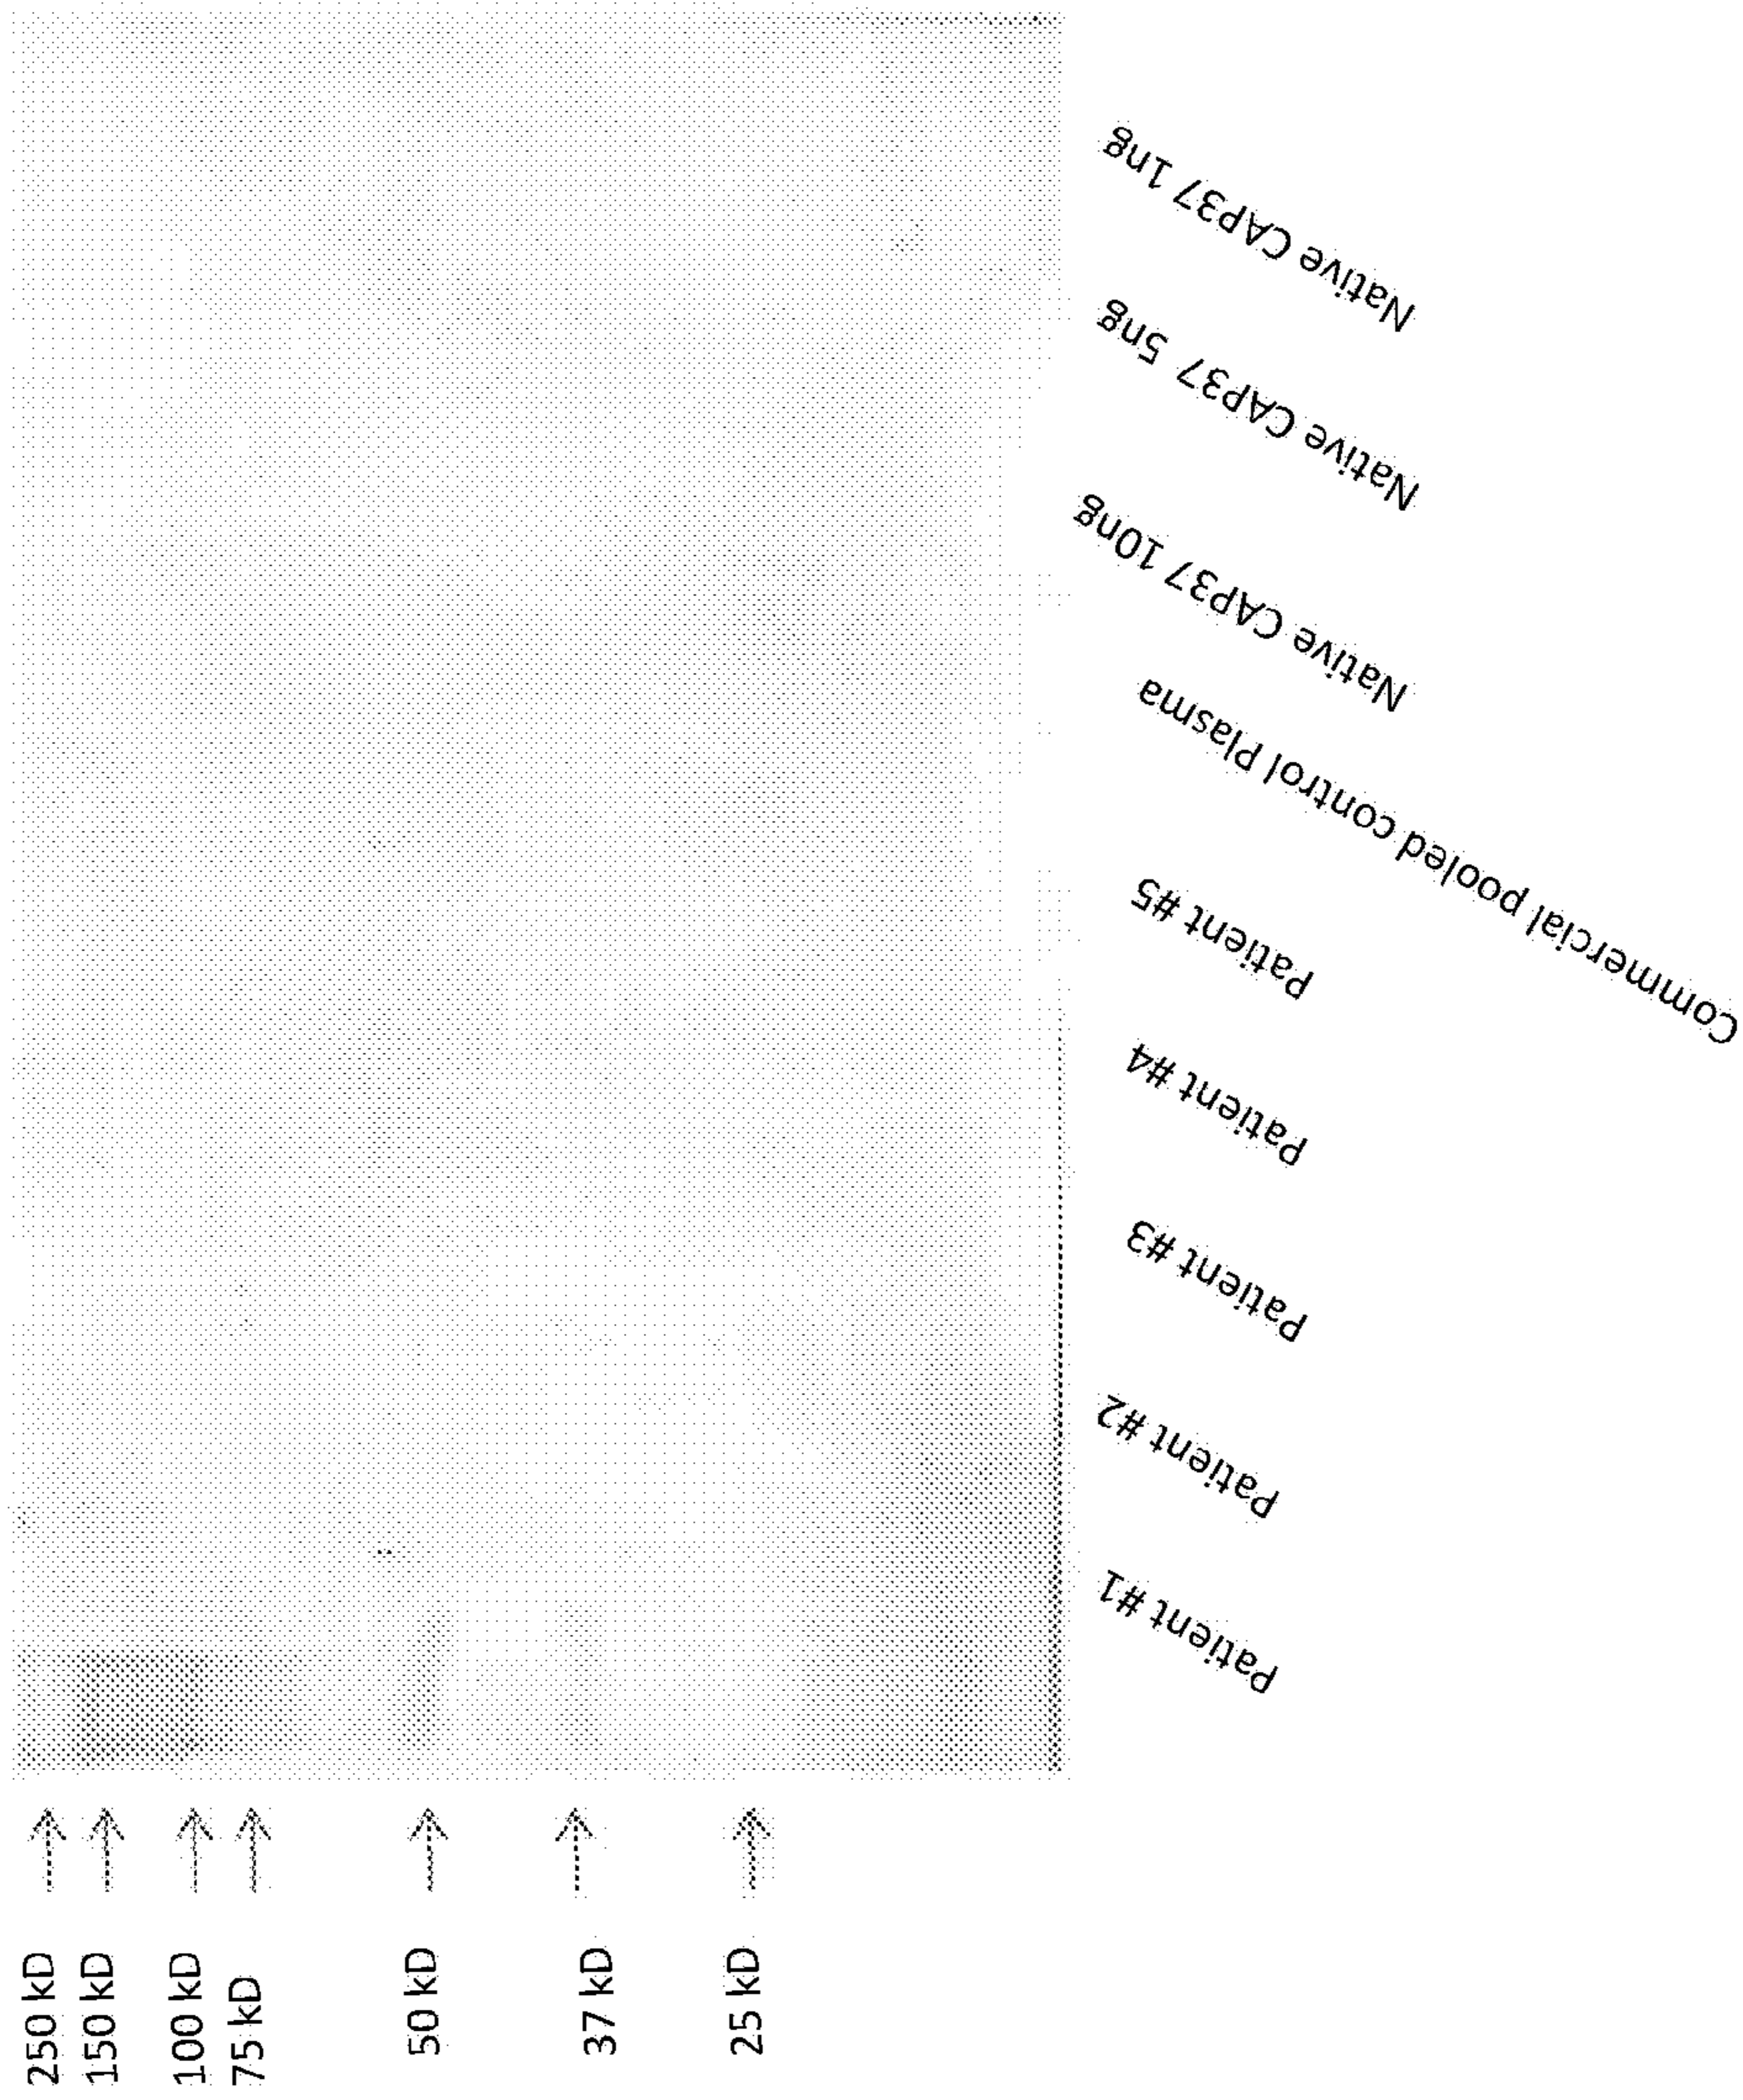 250 kD
150 kD
100 kD
75 kD
50 kD
37 kD
25 kD
Patient #1
Patient #2
Patient #3
Patient #4
Patient #5
Commercial pooled control Plasma
Native CAP37 10ng
Native CAP37 5ng
Native CAP37 1ng